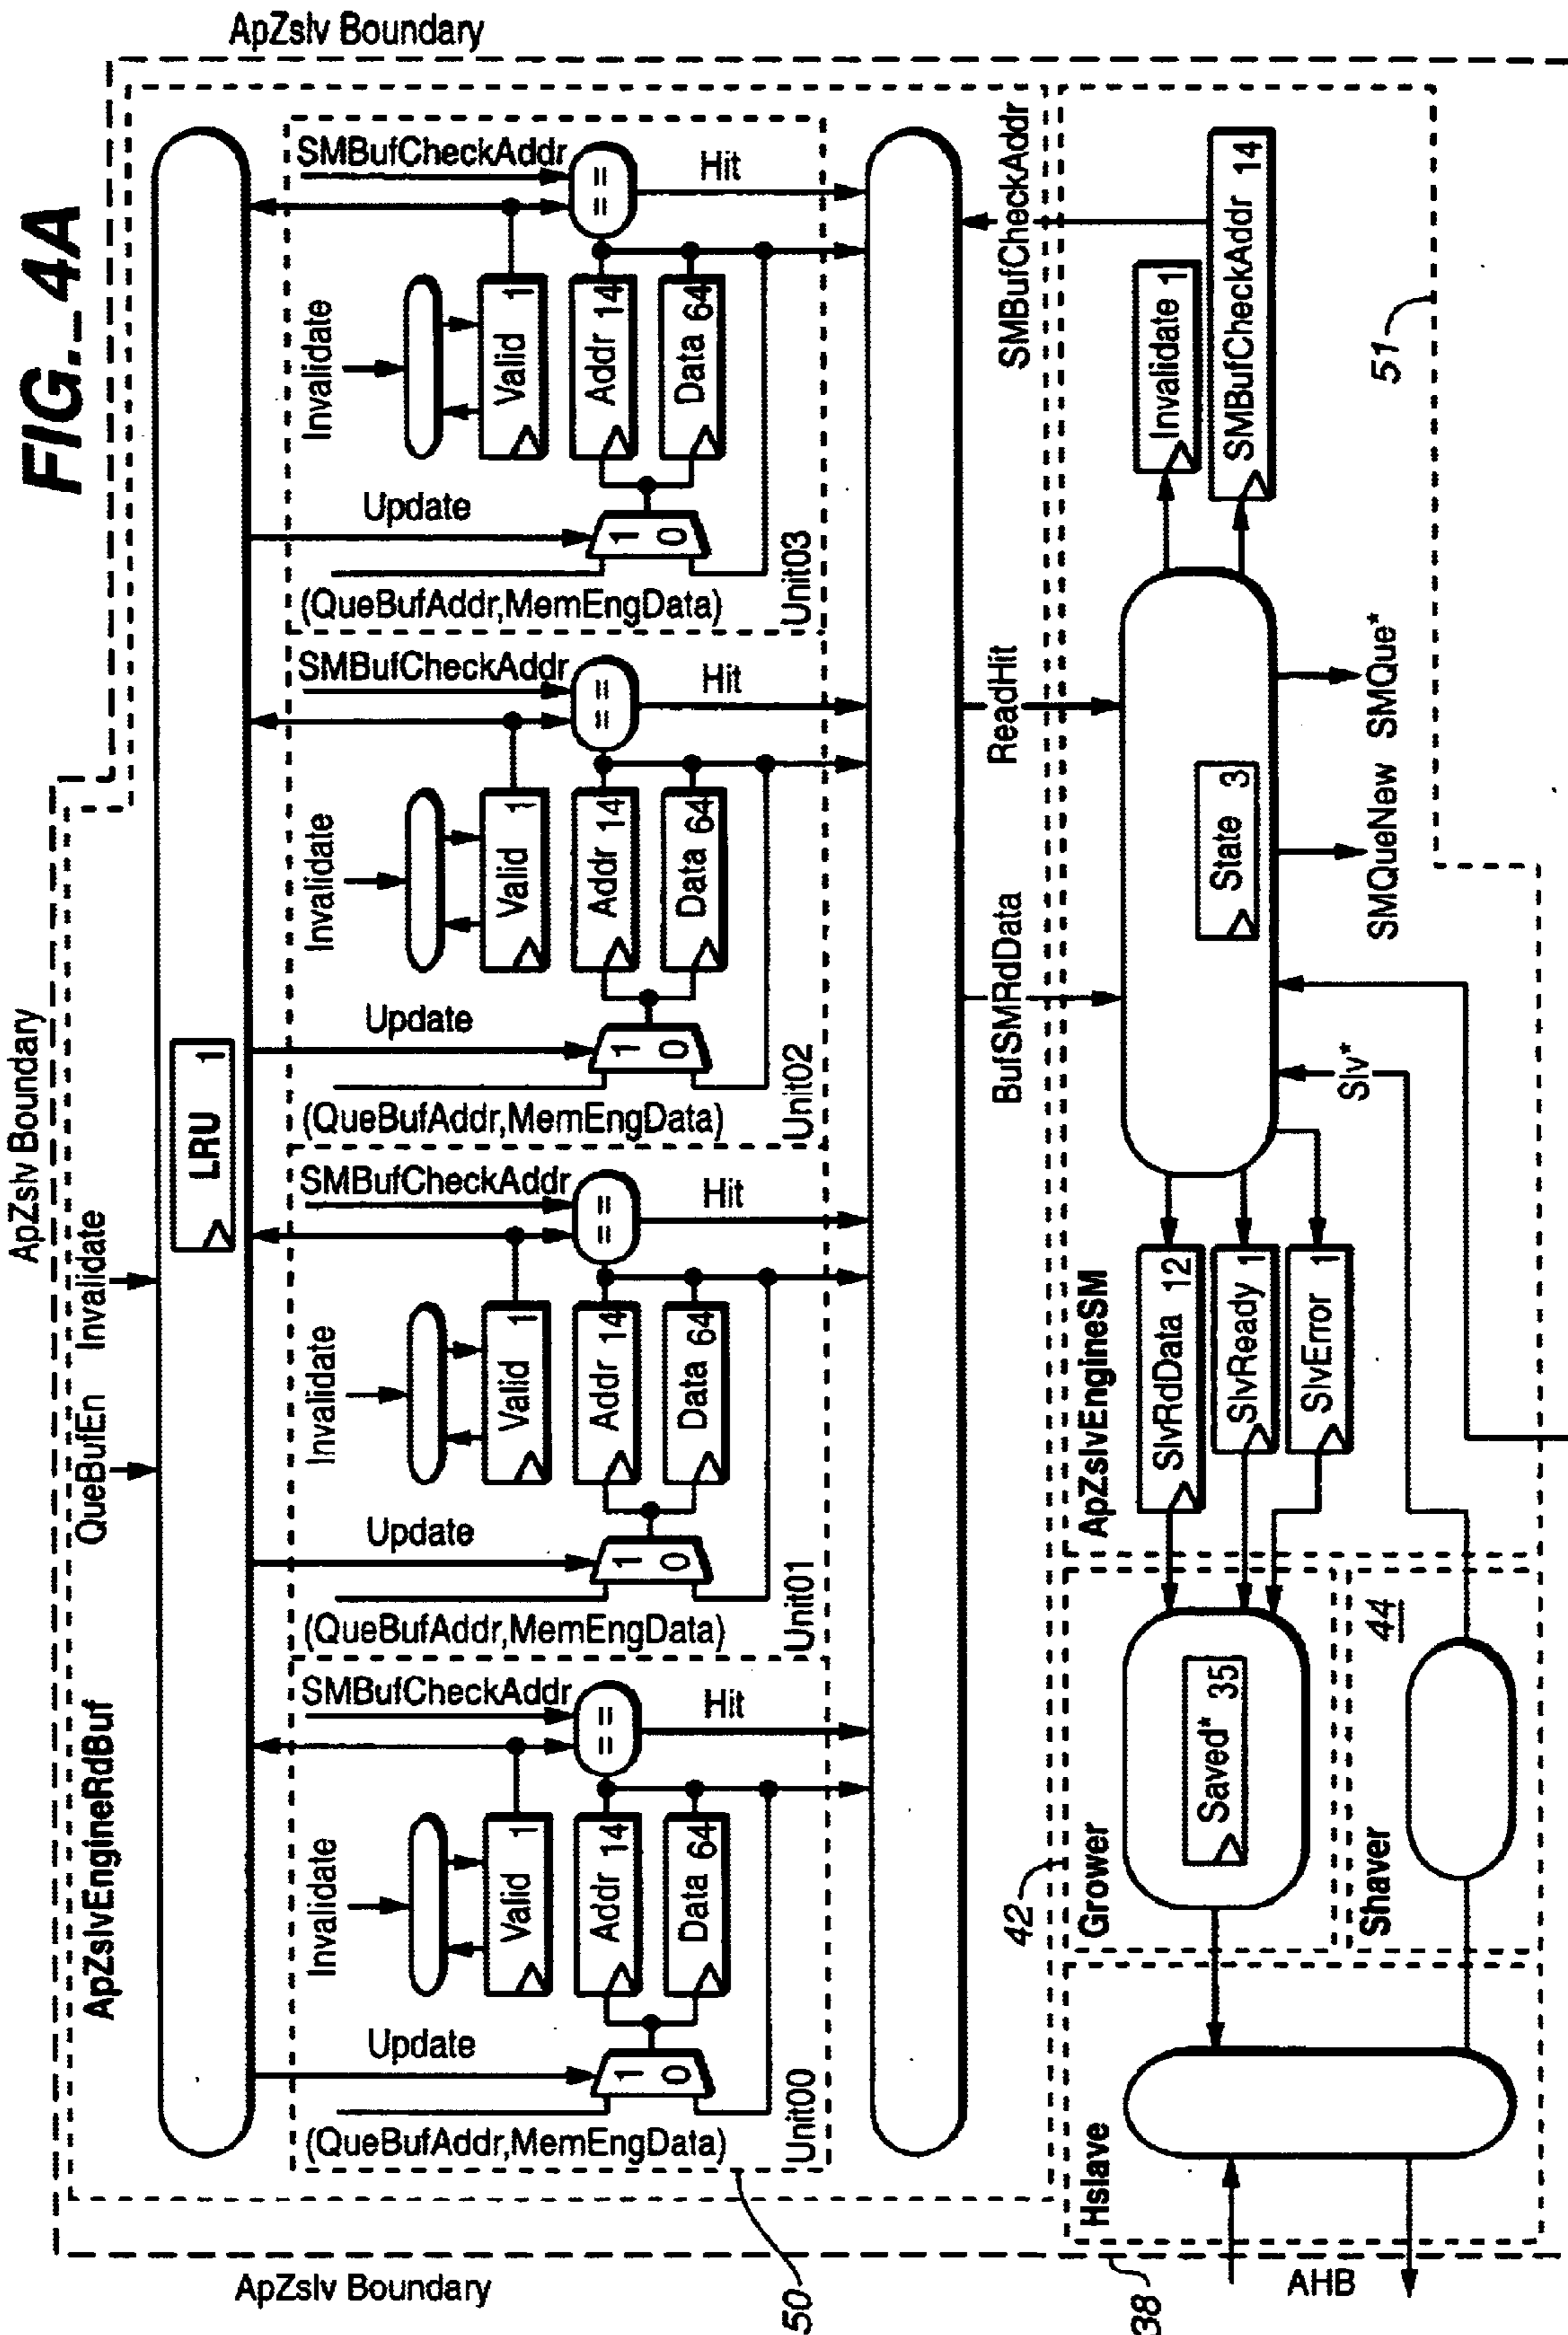 FIG._4A
ApZslv Boundary
ApZslv Boundary
ApZslv Boundary
ApZslvEngineRdBuf
QueBufEn
Invalidate
LRU 1
Update
Invalidate
Valid 1
SMBufCheckAddr
==
Addr 14
Data 64
Hit
1
0
(QueBufAddr,MemEngData)
Unit00
Update
Invalidate
Valid 1
SMBufCheckAddr
==
Addr 14
Data 64
Hit
1
0
(QueBufAddr,MemEngData)
Unit01
Update
Invalidate
Valid 1
SMBufCheckAddr
==
Addr 14
Data 64
Hit
1
0
(QueBufAddr,MemEngData)
Unit02
Update
Invalidate
Valid 1
SMBufCheckAddr
==
Addr 14
Data 64
Hit
1
0
(QueBufAddr,MemEngData)
Unit03
50
BufSMRdData
ReadHit
SMBufCheckAddr
38
AHB
Hslave
42
Grower
Saved* 35
Shaver
44
ApZslvEngineSM
SlvRdData 12
SlvReady 1
SlvError 1
Slv*
State 3
SMQueNew
SMQue*
Invalidate 1
SMBufCheckAddr 14
51